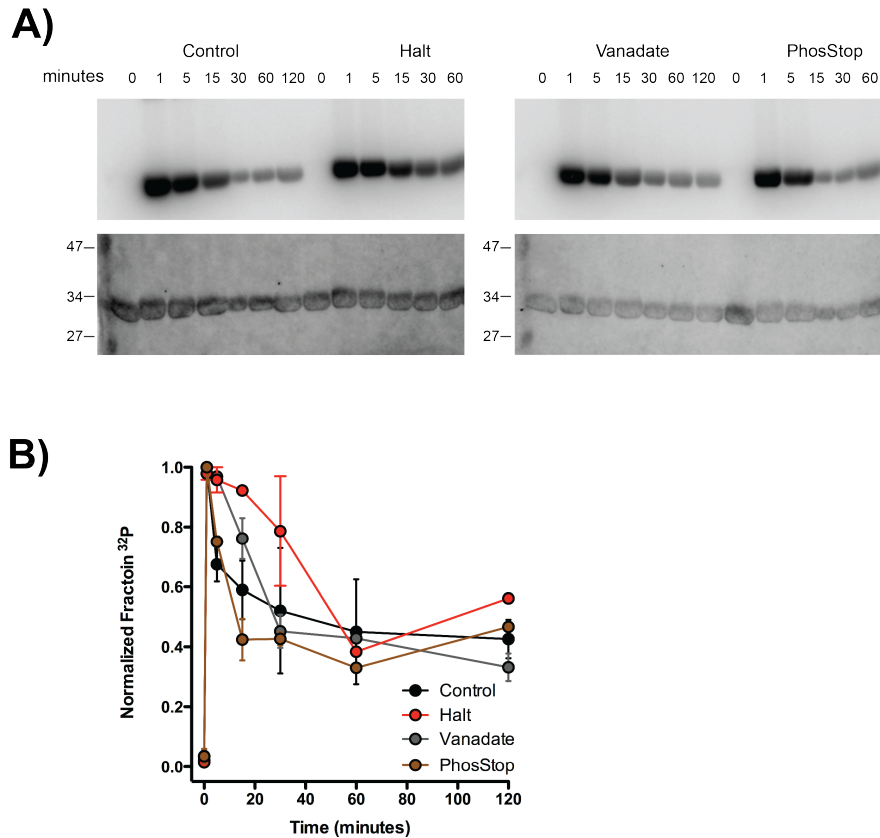 A)
Control Halt Vanadate PhosStop
minutes 0 1 5 15 30 60 120 0 1 5 15 30 60 0 1 5 15 30 60 120 0 1 5 15 30 60
47 47
34 34
27 27
B)
1.0
0.8
0.6
0.4
0.2
0.0
Normalized Fractoin 32P
Control
Halt
Vanadate
PhosStop
0 20 40 60 80 100 120
Time (minutes)